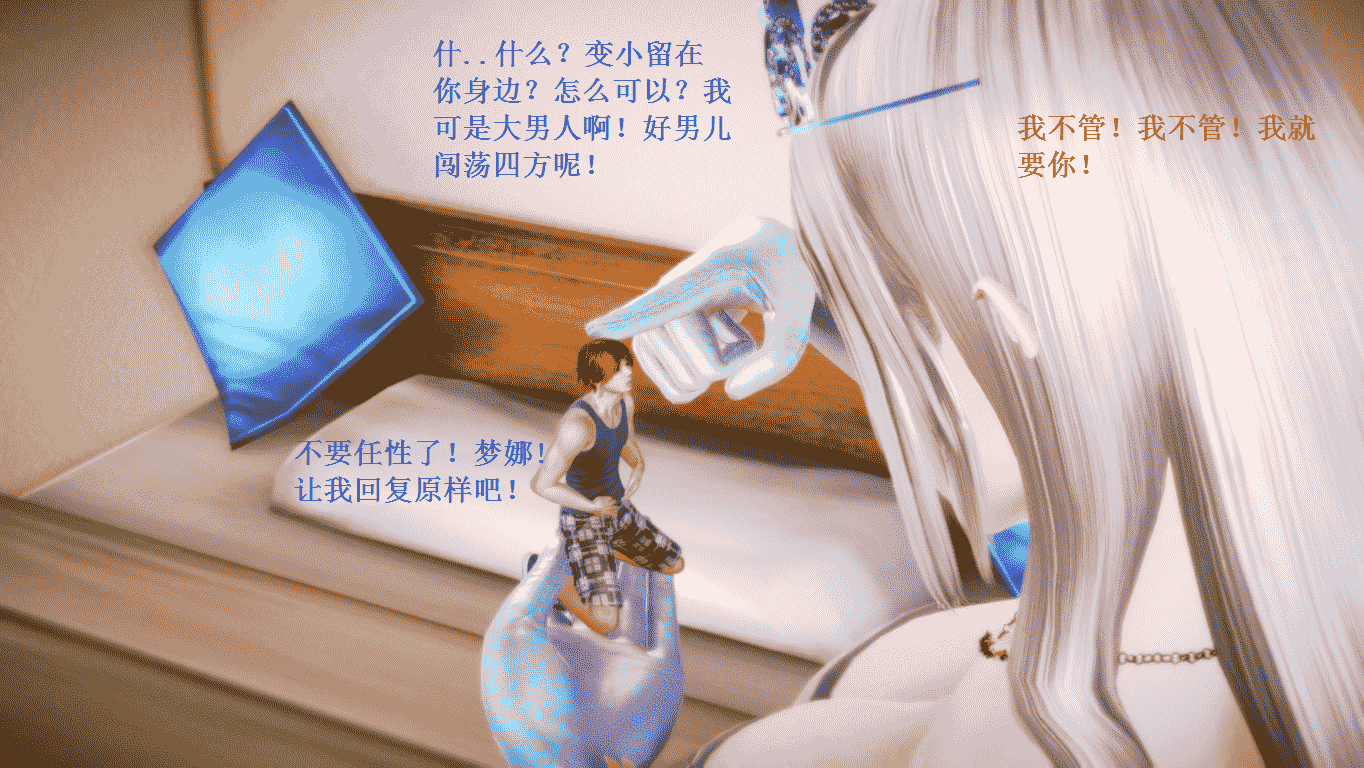 什..什么？变小留在
你身边？怎么可以？我
可是大男人啊！好男儿
闯荡四方呢！
我不管！我不管！我就
要你！
不要任性了！梦娜！
让我回复原样吧！